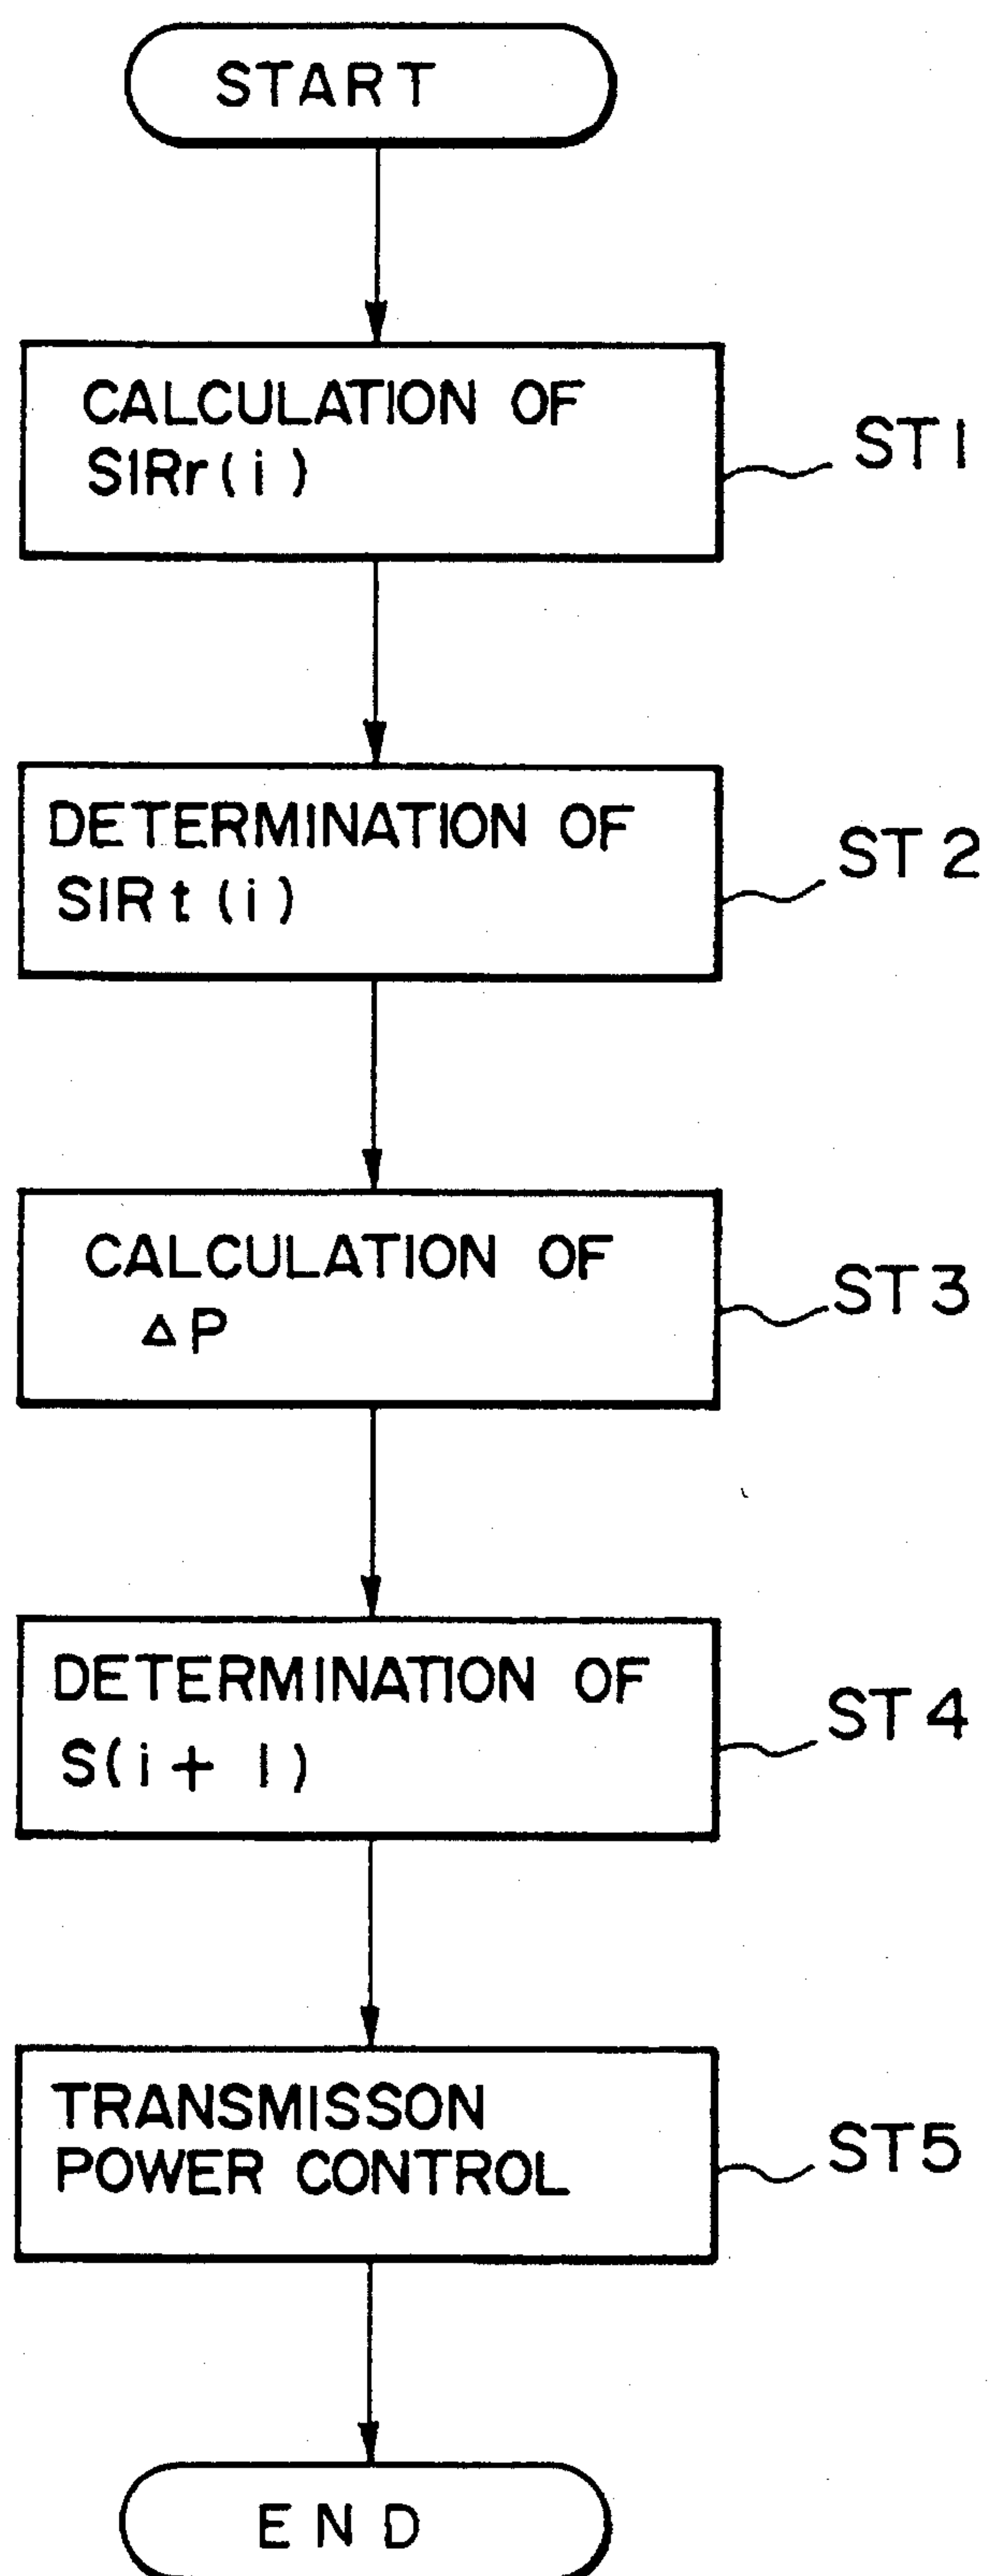 START
CALCULATION OF
SIRr(i)
ST1
DETERMINATION OF
SIRt(i)
ST2
CALCULATION OF
ΔP
ST3
DETERMINATION OF
S(i+1)
ST4
TRANSMISSON
POWER CONTROL
ST5
END